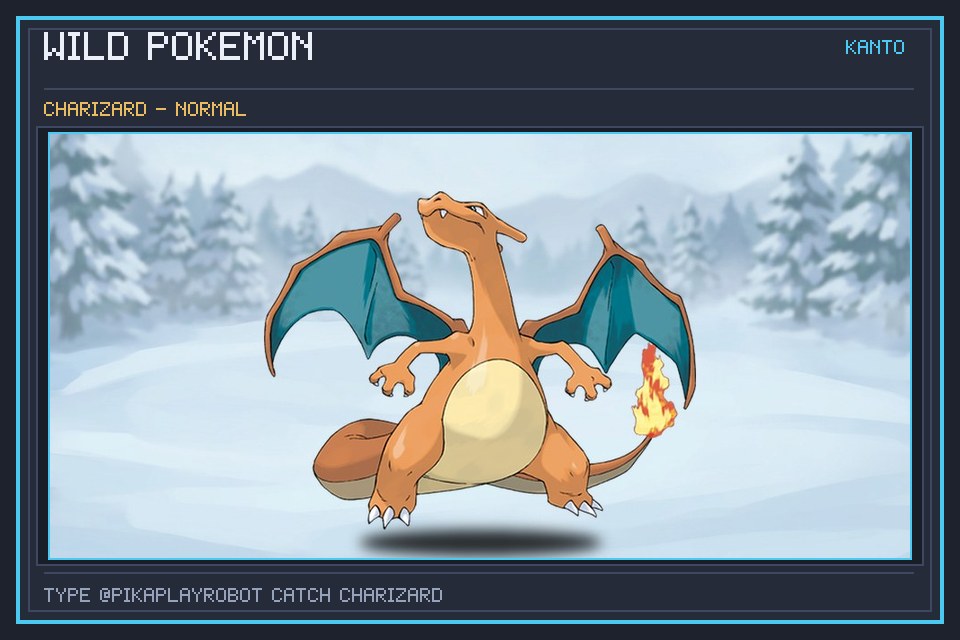 WILD POKEMON
KANTO
CHARIZARD - NORMAL
TYPE @PIKAPLAYROBOT CATCH CHARIZARD